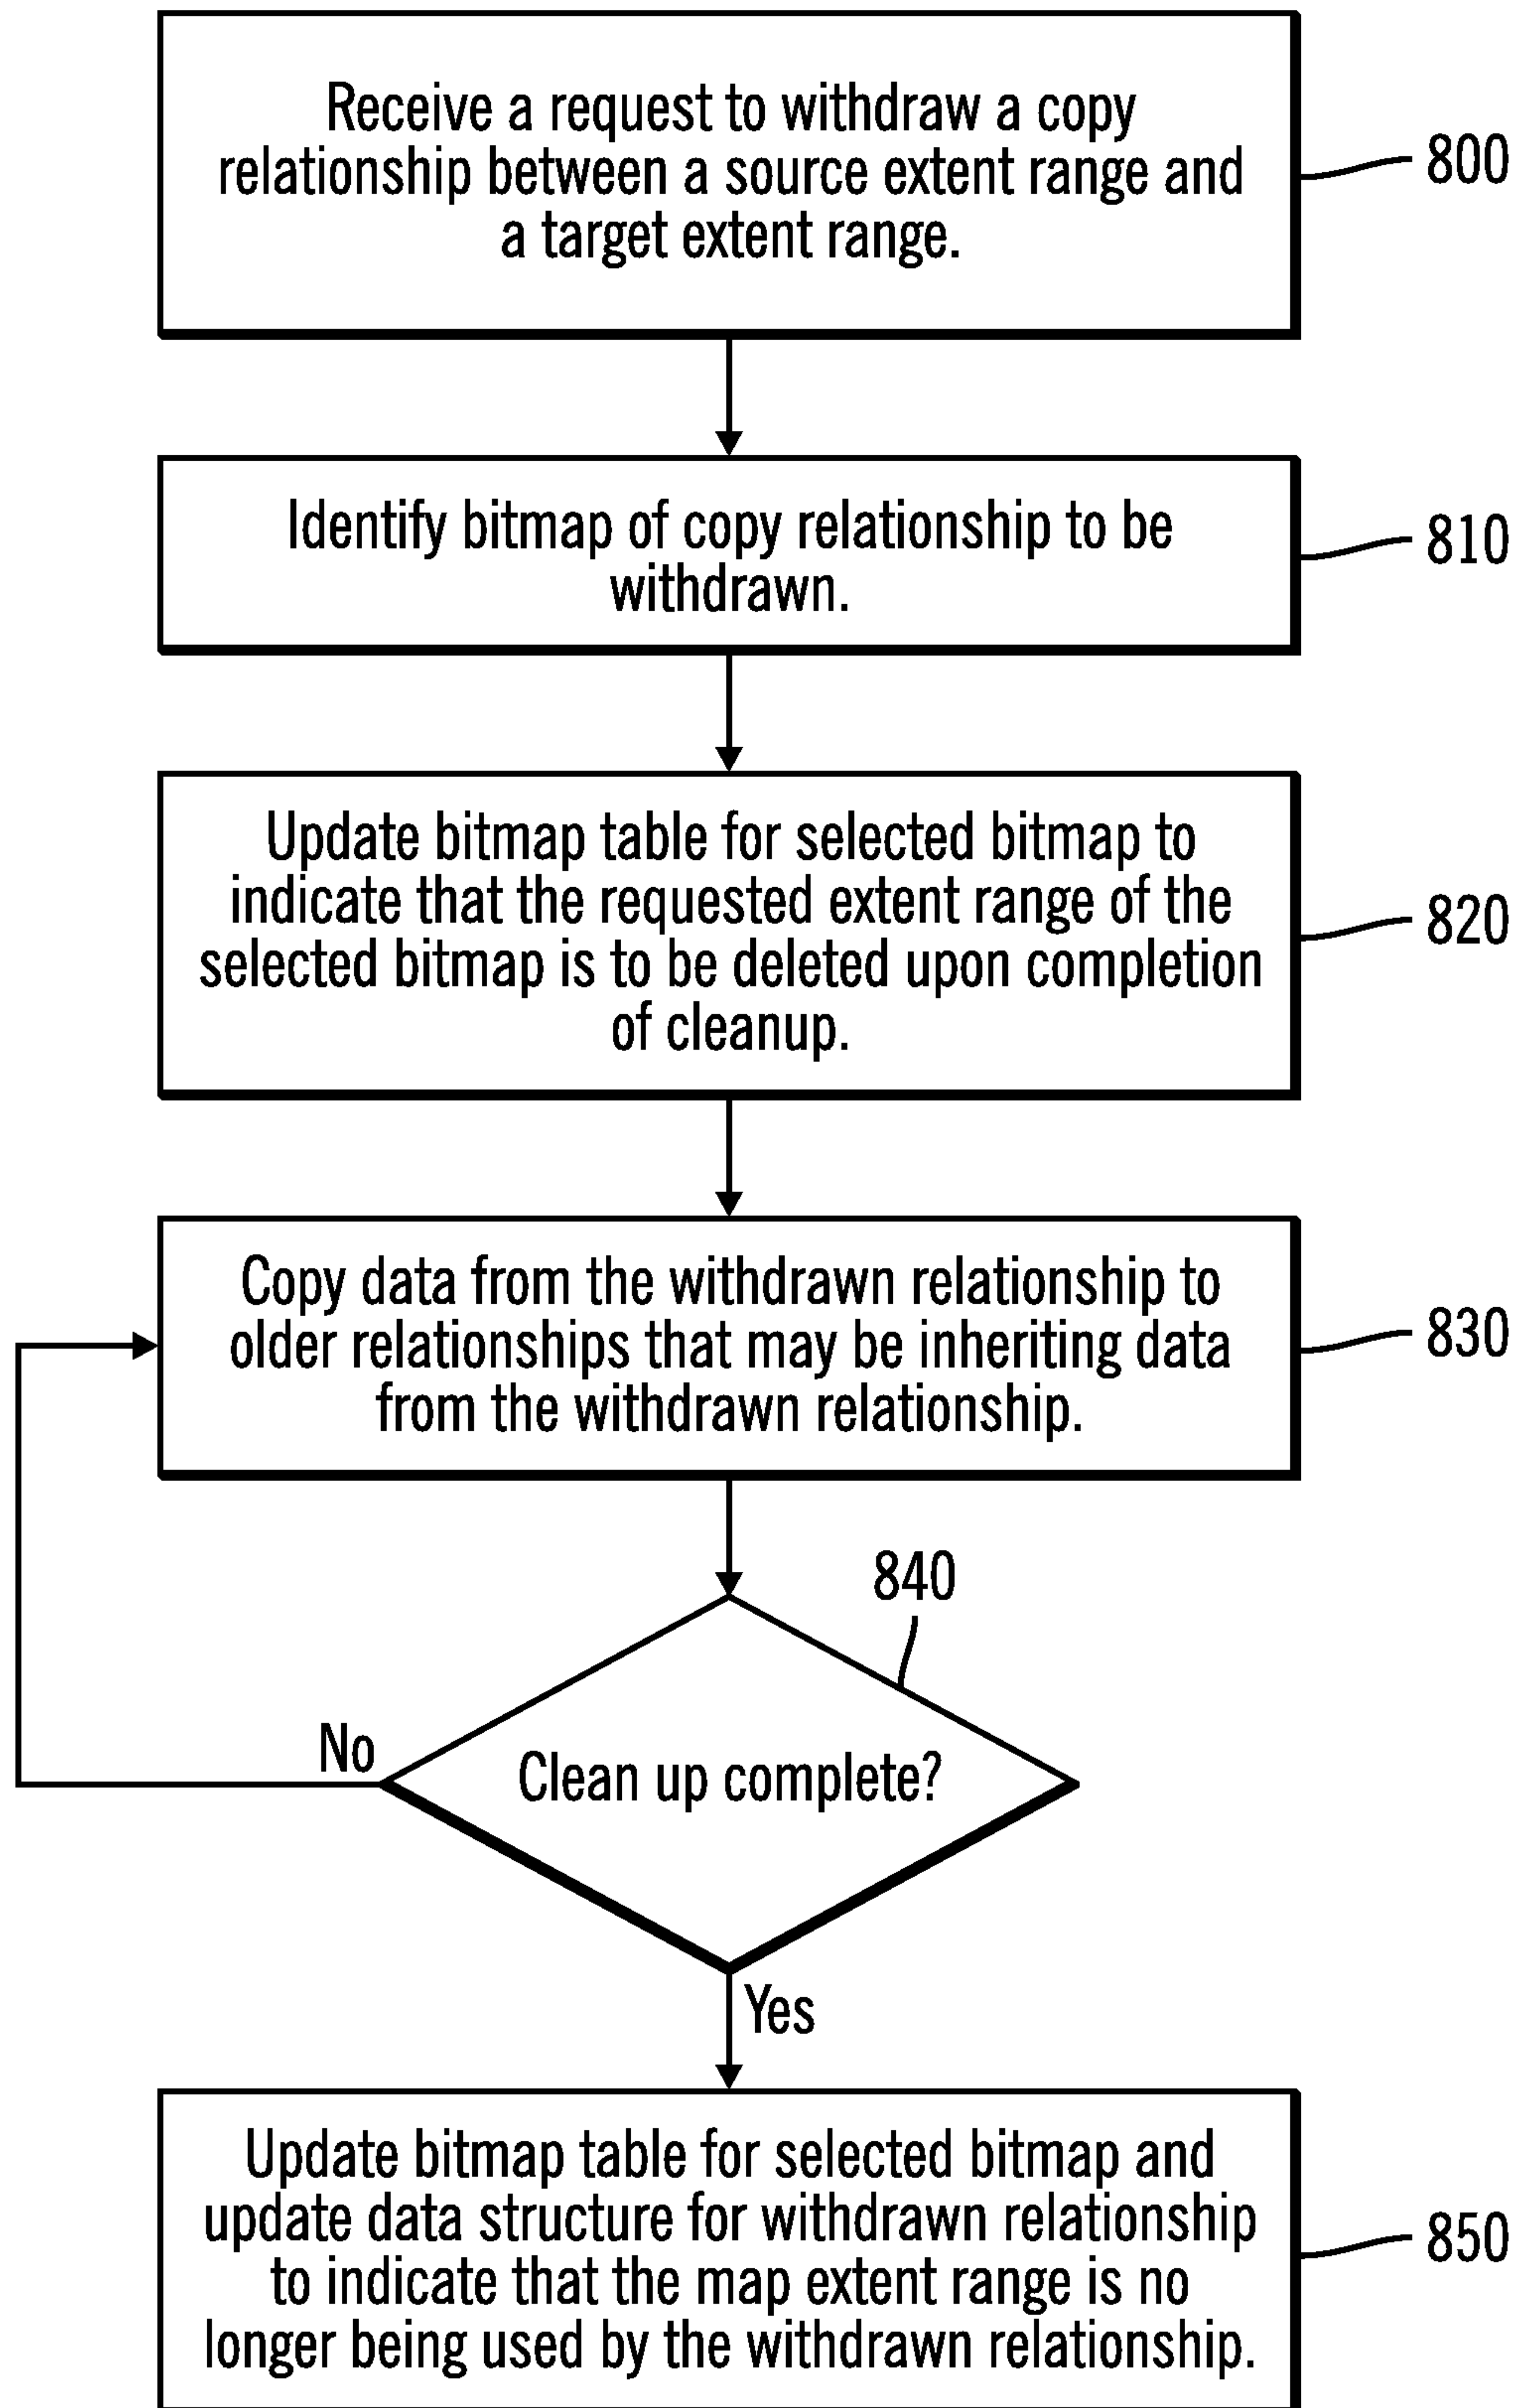 Receive a request to withdraw a copy
relationship between a source extent range and
a target extent range.
800
Identify bitmap of copy relationship to be
withdrawn.
810
Update bitmap table for selected bitmap to
indicate that the requested extent range of the
selected bitmap is to be deleted upon completion
of cleanup.
820
Copy data from the withdrawn relationship to
older relationships that may be inheriting data
from the withdrawn relationship.
830
840
No
Clean up complete?
Yes
Update bitmap table for selected bitmap and
update data structure for withdrawn relationship
to indicate that the map extent range is no
longer being used by the withdrawn relationship.
850